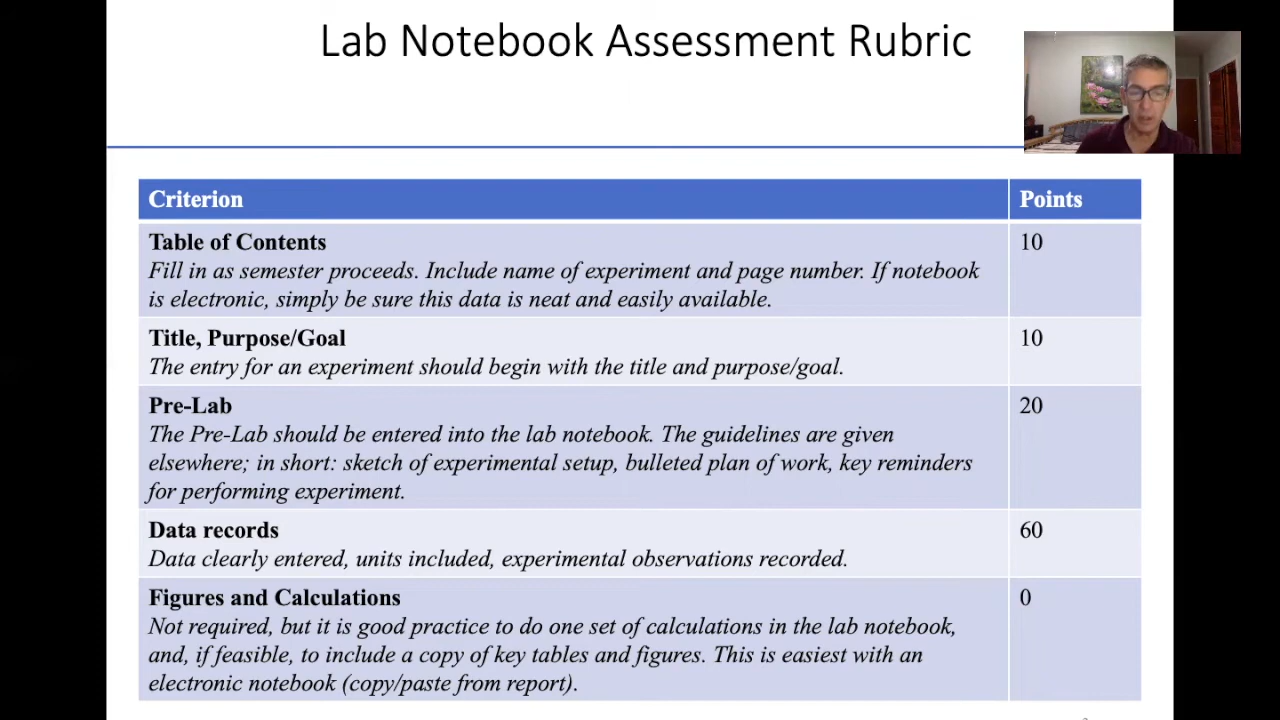 Lab Notebook Assessment Rubric
Criterion
Points
Table of Contents
10
Fill in as semester proceeds. Include name of experiment and page number. If notebook
is electronic, simply be sure this data is neat and easily available.
Title, Purpose/Goal
10
The entry for an experiment should begin with the title and purpose/goal.
Pre-Lab
20
The Pre-Lab should be entered into the lab notebook. The guidelines are given
elsewhere; in short: sketch of experimental setup, bulleted plan of work, key reminders
for performing experiment.
Data records
60
Data clearly entered, units included, experimental observations recorded.
Figures and Calculations
0
Not required, but it is good practice to do one set of calculations in the lab notebook,
and, if feasible, to include a copy of key tables and figures. This is easiest with an
electronic notebook (copy/paste from report).